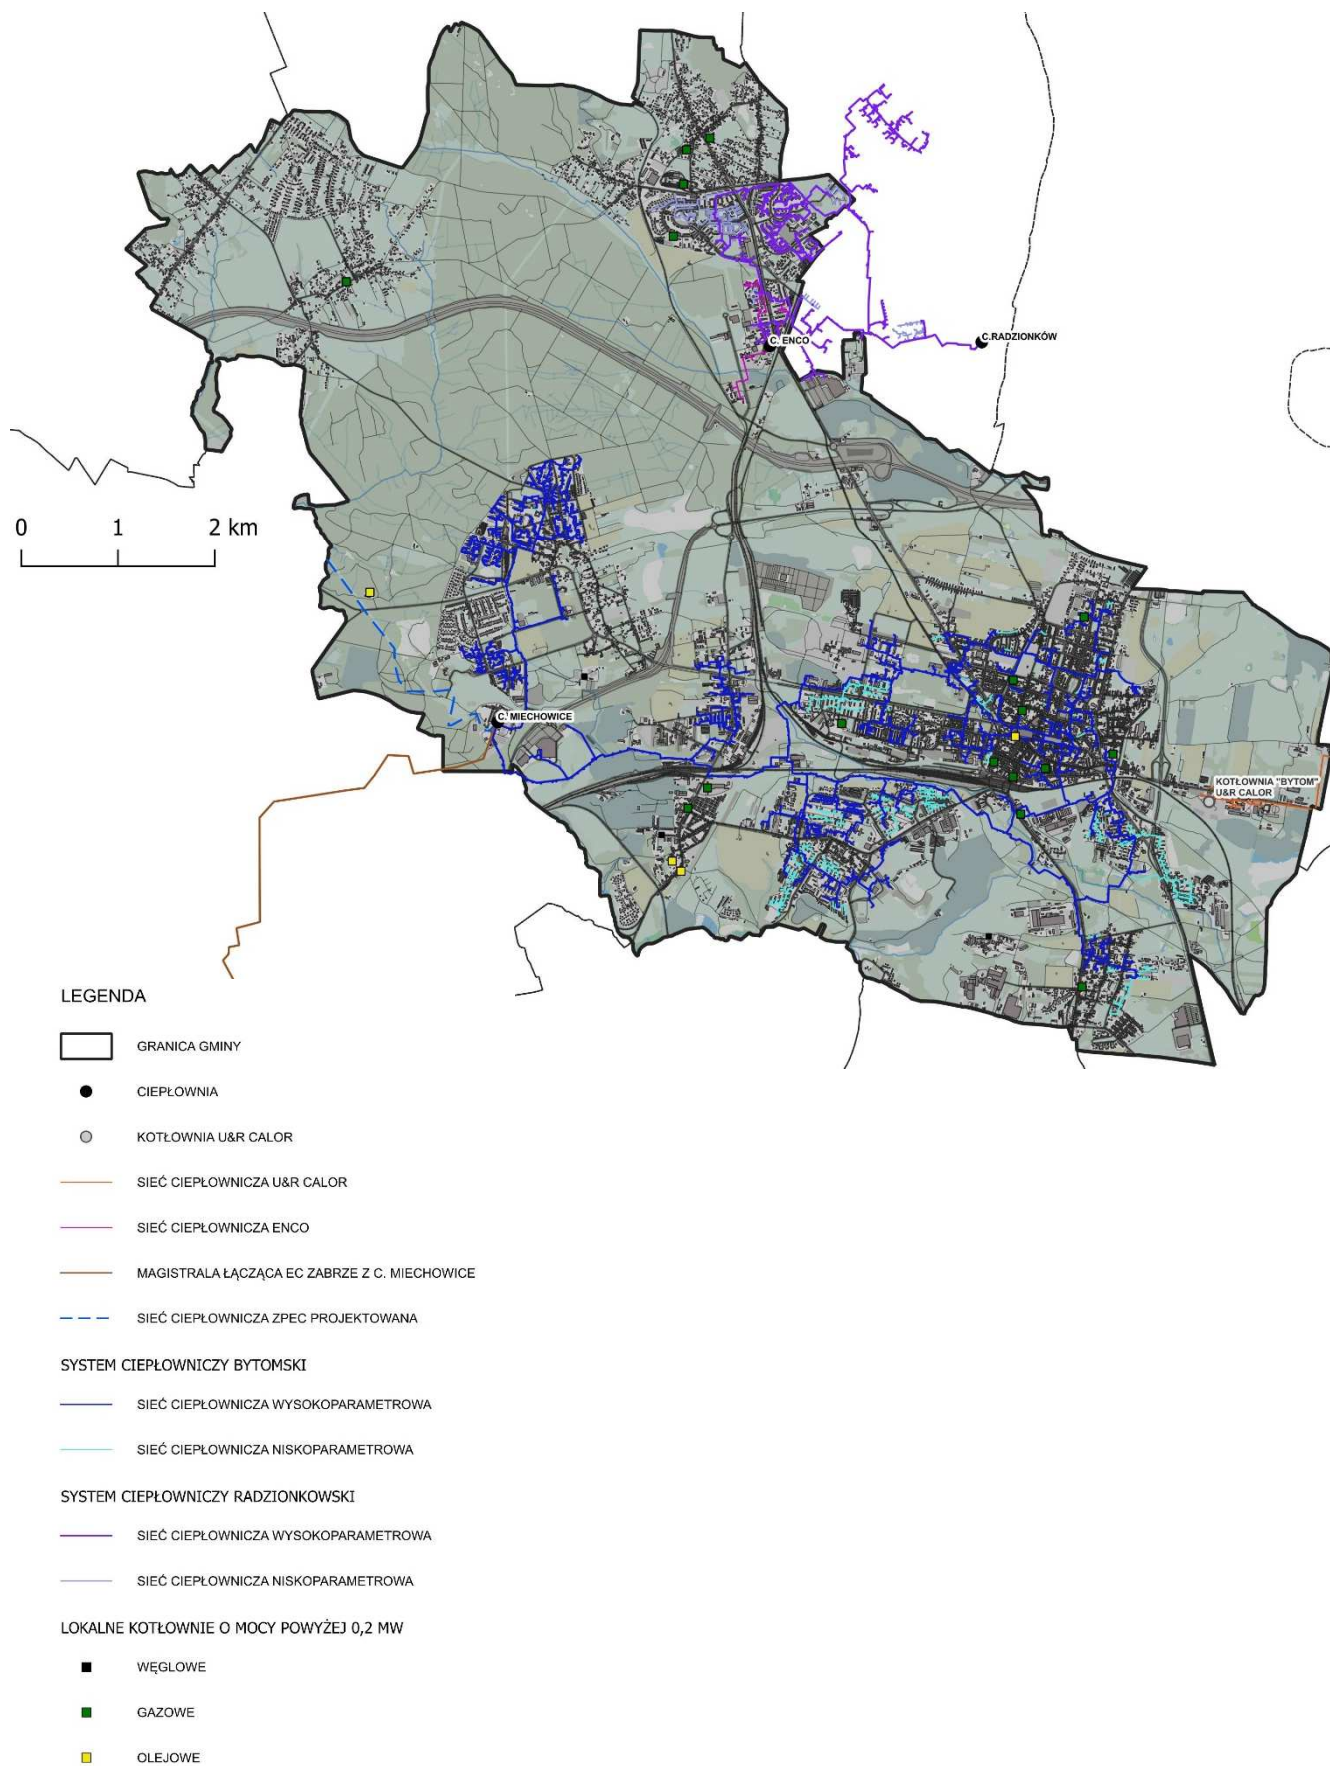 C. ENCO
C.RADZIONKÓW
0 1 2 km
C. MIECHOWICE
KOTŁOWNIA "BYTOM"
U&R CALOR
LEGENDA
GRANICA GMINY
CIEPŁOWNIA
KOTŁOWNIA U&R CALOR
SIEĆ CIEPŁOWNICZA U&R CALOR
SIEĆ CIEPŁOWNICZA ENCO
MAGISTRALA ŁĄCZĄCA EC ZABRZE Z C. MIECHOWICE
SIEĆ CIEPŁOWNICZA ZPEC PROJEKTOWANA
SYSTEM CIEPŁOWNICZY BYTOMSKI
SIEĆ CIEPŁOWNICZA WYSOKOPARAMETROWA
SIEĆ CIEPŁOWNICZA NISKOPARAMETROWA
SYSTEM CIEPŁOWNICZY RADZIONKOWSKI
SIEĆ CIEPŁOWNICZA WYSOKOPARAMETROWA
SIEĆ CIEPŁOWNICZA NISKOPARAMETROWA
LOKALNE KOTŁOWNIE O MOCY POWYŻEJ 0,2 MW
WĘGLOWE
GAZOWE
OLEJOWE